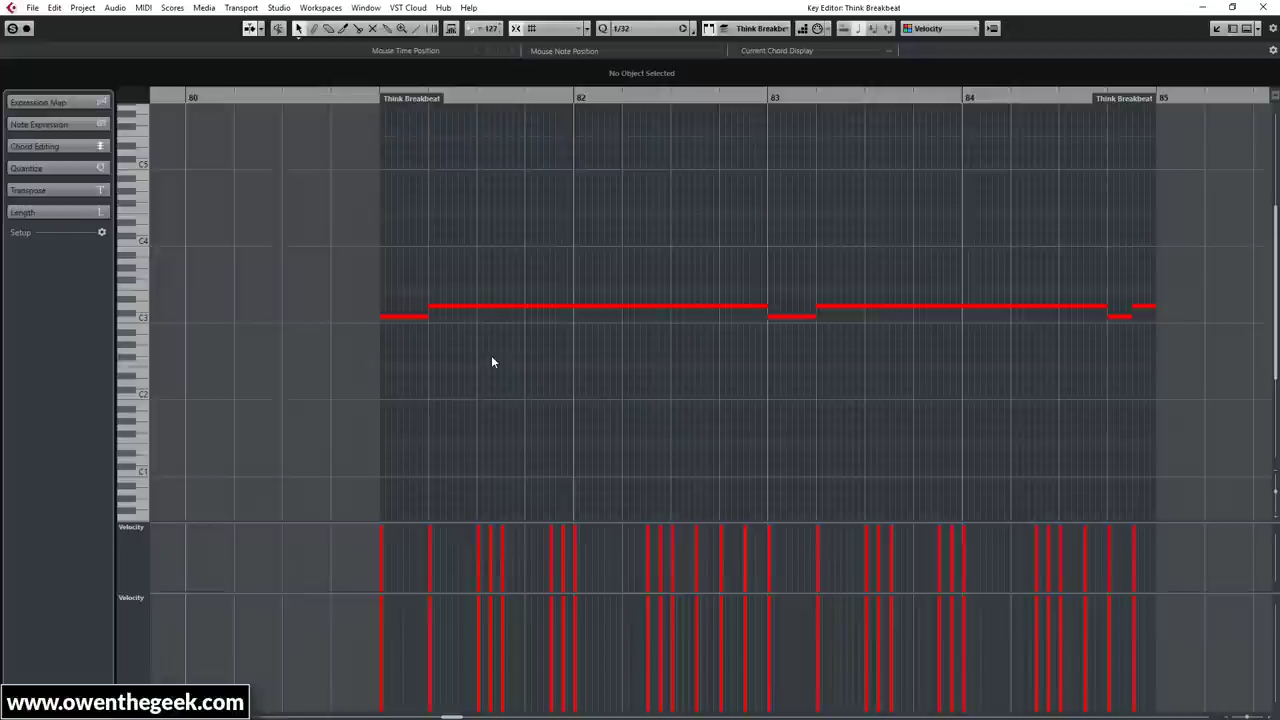 File Edit Project Audio MIDI Scores Media Transport Studio Workspaces Window VST Cloud Hub Help
Key Editor: Think Breakbeat
127
Q 1/32
Think Breakbe
Velocity
Mouse Time Position
Mouse Note Position
Current Chord Display
No Object Selected
80 82 83 84 85
Think Breakbeat
Think Breakbeat
Expression Map
Note Expression
Chord Editing
Quantize
Transpose
Length
Setup
C5
C4
C3
C2
C1
Velocity
Velocity
www.owenthegeek.com